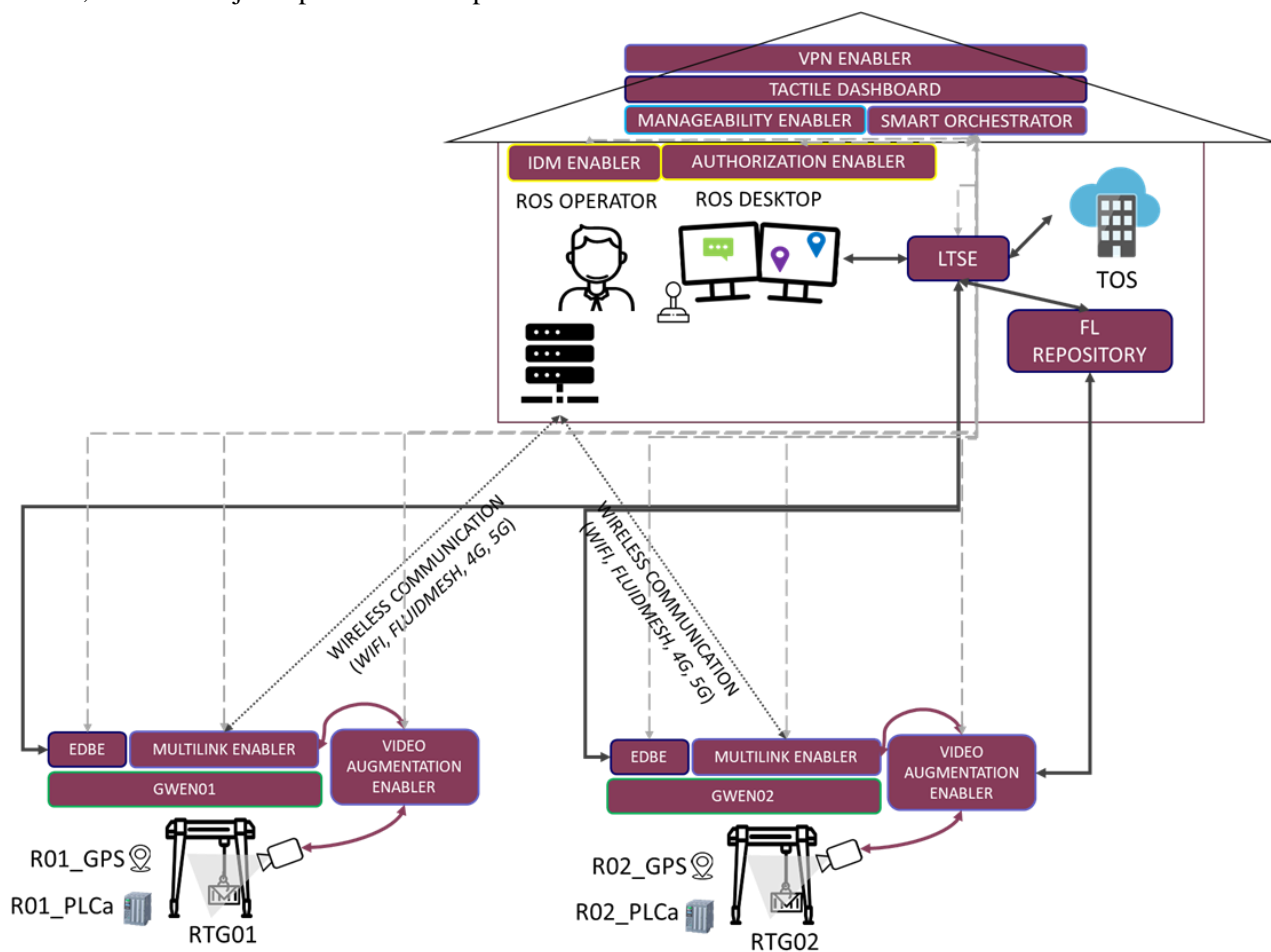 VPN ENABLER
TACTILE DASHBOARD
MANAGEABILITY ENABLER
SMART ORCHESTRATOR
IDM ENABLER
AUTHORIZATION ENABLER
ROS OPERATOR
ROS DESKTOP
LTSE
TOS
FL
REPOSITORY
WIRELESS COMMUNICATION
(WIFI, FLUIDMESH, 4G, 5G)
WIRELESS COMMUNICATION
(WIFI, FLUIDMESH, 4G, 5G)
EDBE
MULTILINK ENABLER
VIDEO
AUGMENTATION
ENABLER
GWEN01
R01_GPS
R01_PLCa
RTG01
EDBE
MULTILINK ENABLER
VIDEO
AUGMENTATION
ENABLER
GWEN02
R02_GPS
R02_PLCa
RTG02